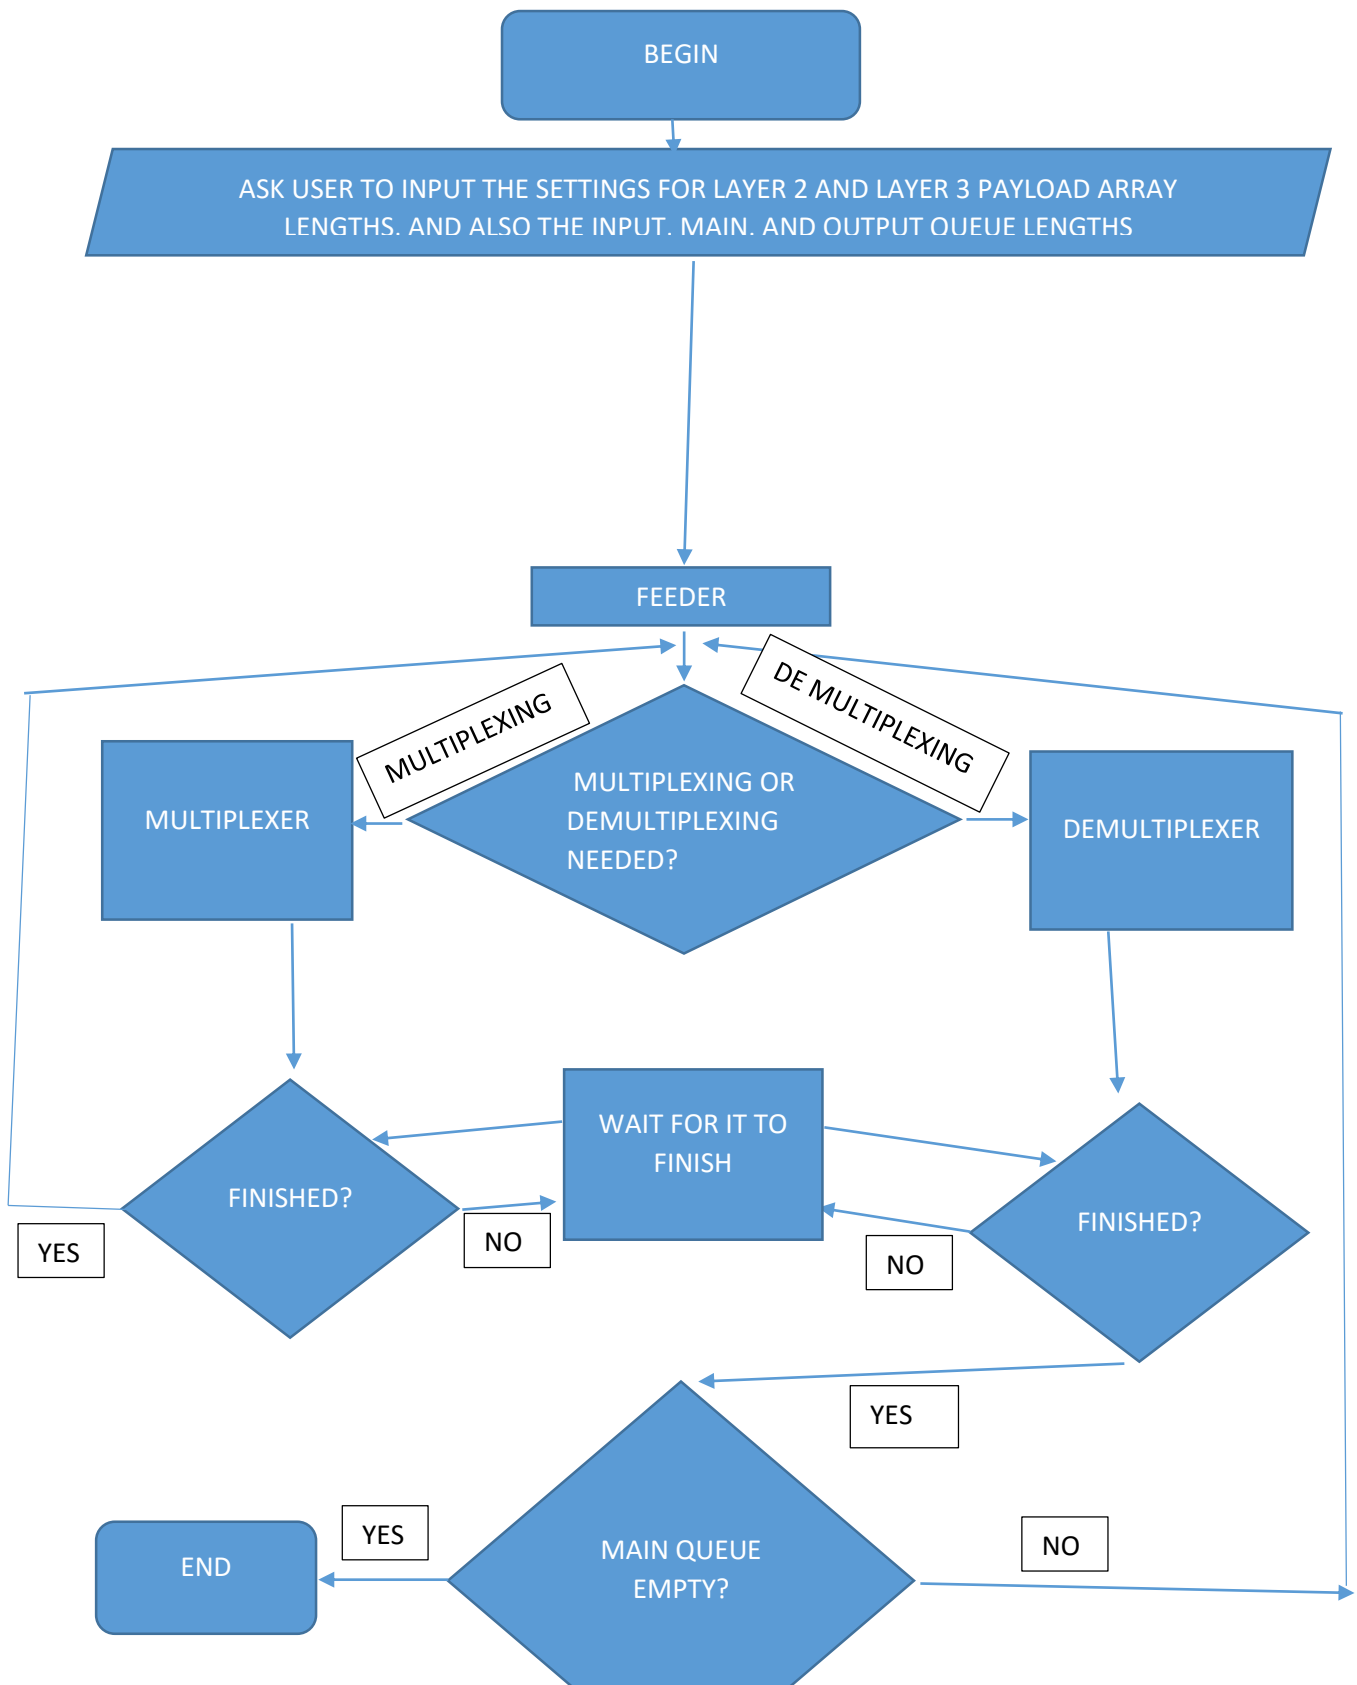 BEGIN
ASK USER TO INPUT THE SETTINGS FOR LAYER 2 AND LAYER 3 PAYLOAD ARRAY
LENGTHS. AND ALSO THE INPUT. MAIN. AND OUTPUT QUEUE LENGTHS
FEEDER
MULTIPLEXING
DE MULTIPLEXING
MULTIPLEXER
MULTIPLEXING OR
DEMULTIPLEXING
NEEDED?
DEMULTIPLEXER
WAIT FOR IT TO
FINISH
FINISHED?
FINISHED?
YES
NO
NO
YES
YES
END
MAIN QUEUE
EMPTY?
NO